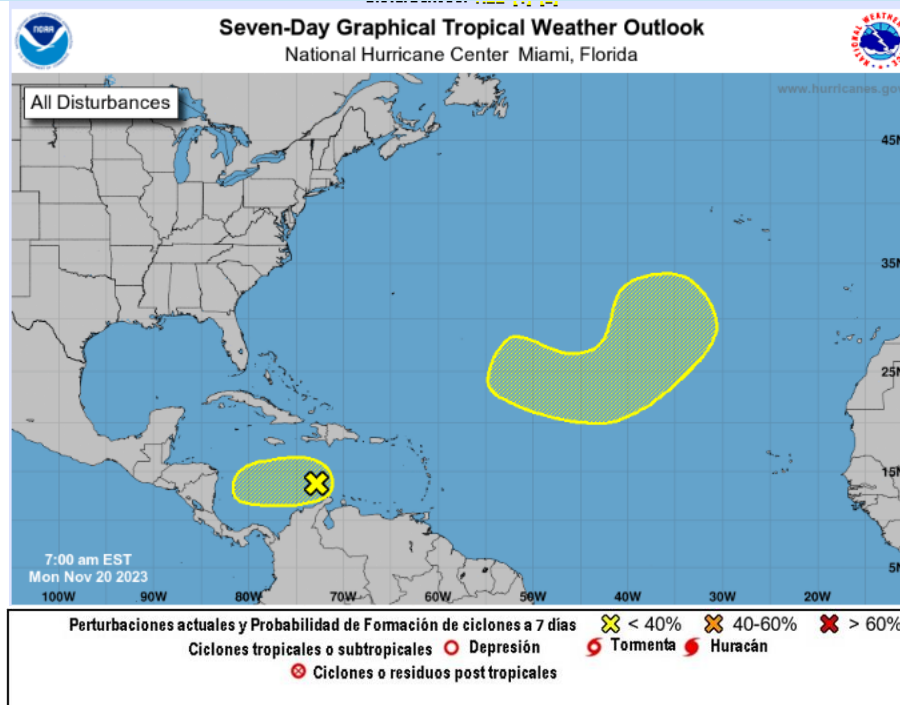 Seven-Day Graphical Tropical Weather Outlook
National Hurricane Center Miami, Florida
NOAA
NATIONAL WEATHER
All Disturbances
www.hurricanes.gov
45N
35N
25N
15N
5N
7:00 am EST
Mon Nov 20 2023
100W 90W 80W 70W 60W 50W 40W 30W 20W
Perturbaciones actuales y Probabilidad de Formación de ciclones a 7 días < 40% 40-60% > 60%
Ciclones tropicales o subtropicales Depresión Tormenta Huracán
Ciclones o residuos post tropicales